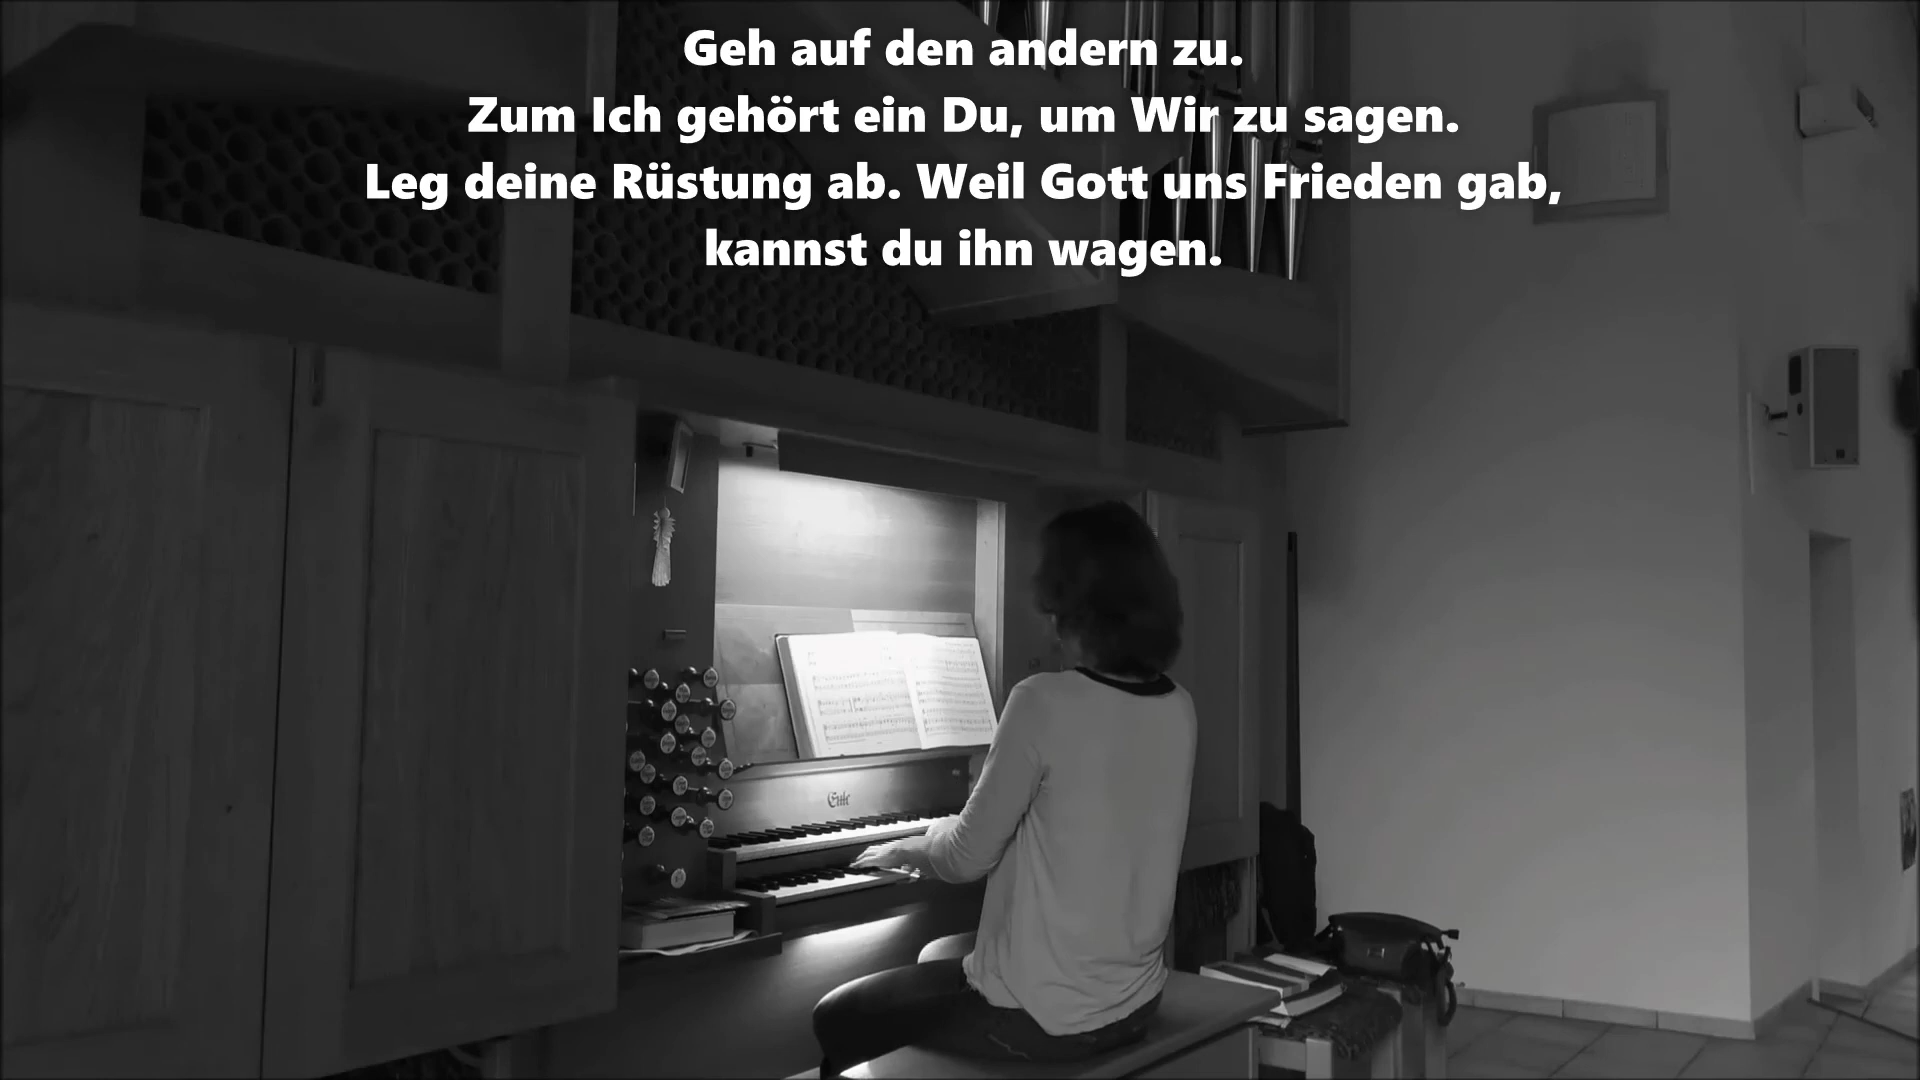 Geh auf den andern zu.
Zum Ich gehört ein Du, um Wir zu sagen.
Leg deine Rüstung ab. Weil Gott uns Frieden gab,
kannst du ihn wagen.
Eule